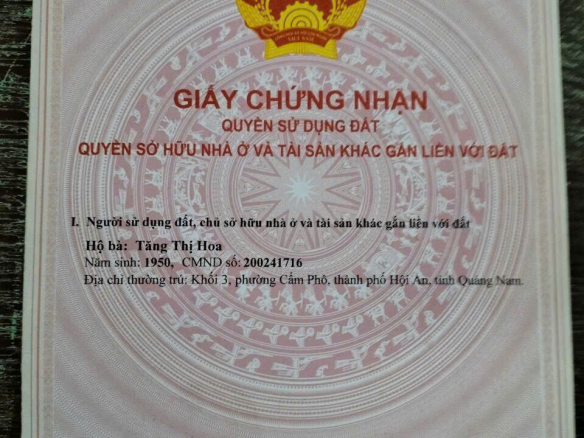 GIẤY CHỨNG NHẬN
QUYỀN SỬ DỤNG ĐẤT
QUYỀN SỞ HỮU NHÀ Ở VÀ TÀI SẢN KHÁC GẮN LIỀN VỚI ĐẤT
I. Người sử dụng đất, chủ sở hữu nhà ở và tài sản khác gắn liền với đất
Hộ bà: Tăng Thị Hoa
Năm sinh: 1950, CMND số: 200241716
Địa chỉ thường trú: Khối 3, phường Cẩm Phô, thành phố Hội An, tỉnh Quảng Nam.